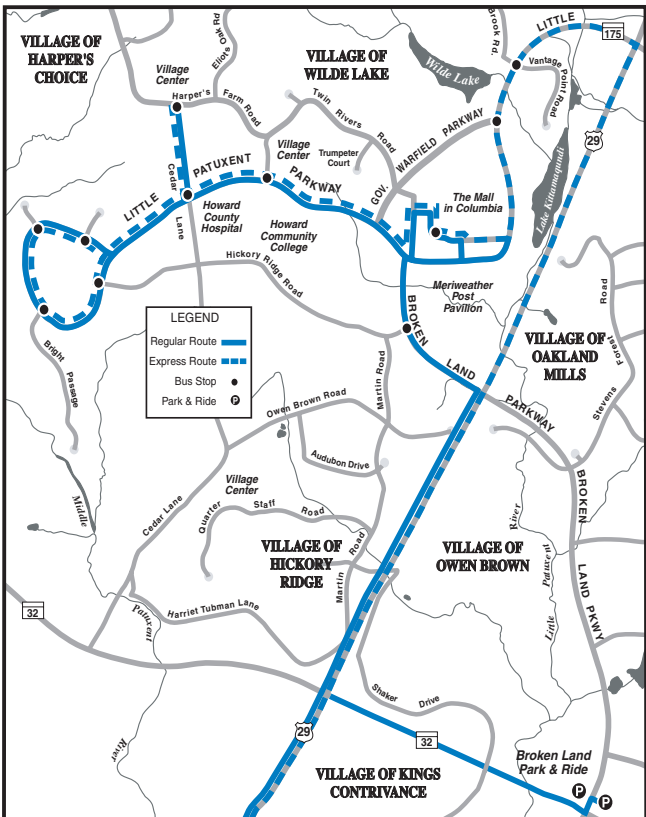 VILLAGE OF
HARPER'S
CHOICE
Eliots Oak Rd
VILLAGE OF
WILDE LAKE
Brook Rd.
LITTLE
175
Village
Center
Wilde Lake
Vantage
Point Road
Harper's
Farm Road
Twin
Rivers
Road
Village
Center
Trumpeter
Court
GOV. WARFIELD PARKWAY
29
Lake Kittamaqundi
Cedar
Lane
LITTLE
PATUXENT
PARKWAY
The Mall
in Columbia
Howard
County
Hospital
Howard
Community
College
Hickory Ridge Road
Meriweather
Post
Pavillon
LEGEND
Regular Route
Express Route
Bus Stop
Park & Ride
P
BROKEN
LAND
PARKWAY
VILLAGE OF
OAKLAND
MILLS
Stevens
Forest
Road
Bright
Passage
Martin Road
Owen Brown Road
Audubon Drive
BROKEN
LAND PKWY
Village
Center
Quarter
Staff
Road
Cedar Lane
Middle
Patuxent
River
VILLAGE OF
HICKORY
RIDGE
Martin
Road
VILLAGE OF
OWEN BROWN
Little
Patuxent
River
32
Harriet Tubman Lane
Shaker
Drive
29
32
Broken Land
Park & Ride
P
P
VILLAGE OF KINGS
CONTRIVANCE